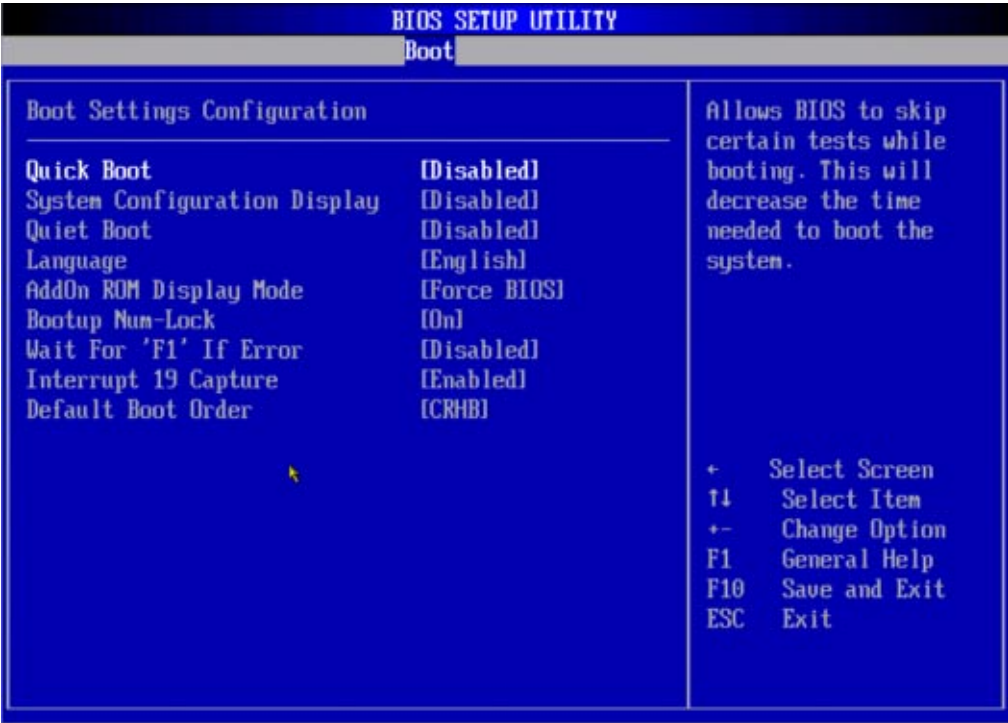 BIOS SETUP UTILITY
Boot
Boot Settings Configuration
Quick Boot [Disabled]
System Configuration Display [Disabled]
Quiet Boot [Disabled]
Language [English]
AddOn ROM Display Mode [Force BIOS]
Bootup Num-Lock [On]
Wait For 'F1' If Error [Disabled]
Interrupt 19 Capture [Enabled]
Default Boot Order [CRHB]
Allows BIOS to skip
certain tests while
booting. This will
decrease the time
needed to boot the
system.
← Select Screen
↑↓ Select Item
+- Change Option
F1 General Help
F10 Save and Exit
ESC Exit